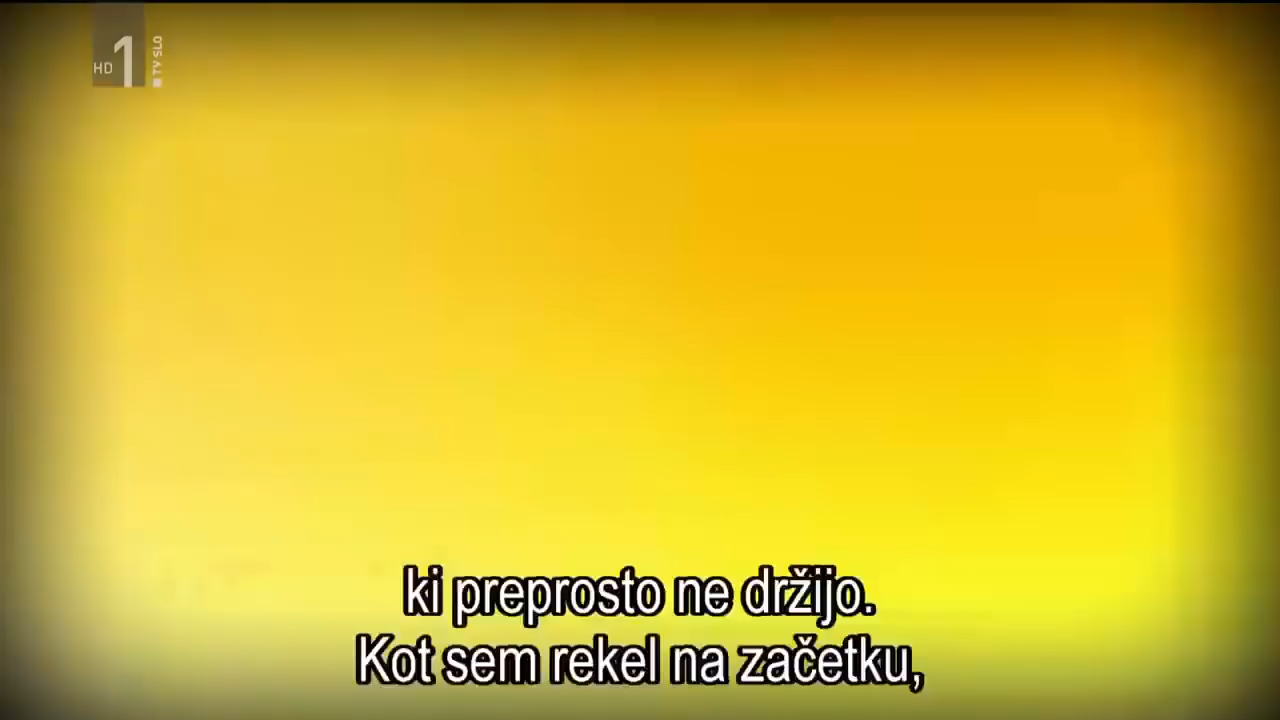 HD 1 TV SLO
ki preprosto ne držijo.
Kot sem rekel na začetku,